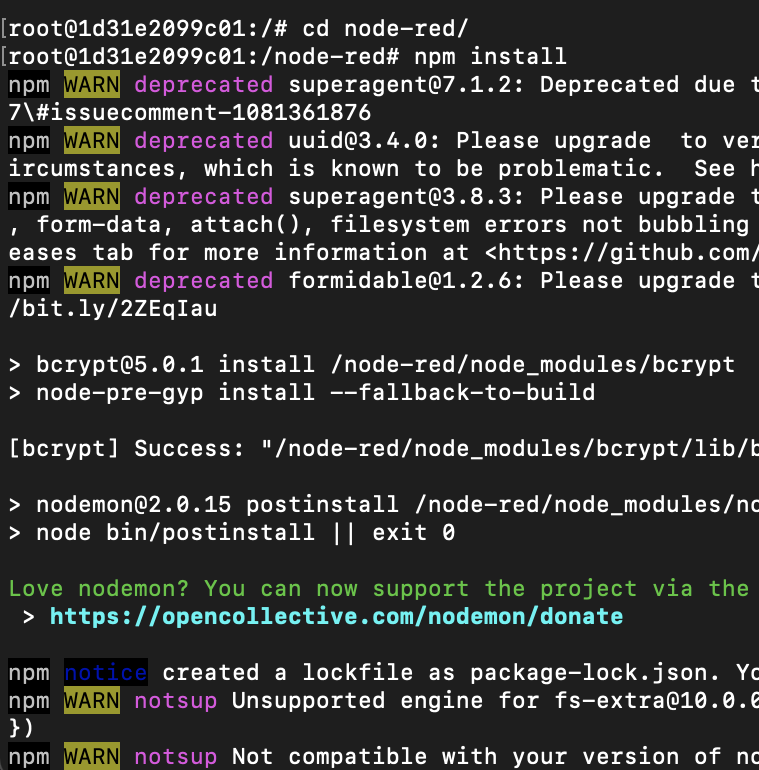 [root@1d31e2099c01:/# cd node-red/
[root@1d31e2099c01:/node-red# npm install
npm WARN deprecated superagent@7.1.2: Deprecated due t
7\#issuecomment-1081361876
npm WARN deprecated uuid@3.4.0: Please upgrade  to ver
ircumstances, which is known to be problematic.  See h
npm WARN deprecated superagent@3.8.3: Please upgrade t
, form-data, attach(), filesystem errors not bubbling
eases tab for more information at <https://github.com/
npm WARN deprecated formidable@1.2.6: Please upgrade t
/bit.ly/2ZEqIau
> bcrypt@5.0.1 install /node-red/node_modules/bcrypt
> node-pre-gyp install --fallback-to-build
[bcrypt] Success: "/node-red/node_modules/bcrypt/lib/b
> nodemon@2.0.15 postinstall /node-red/node_modules/no
> node bin/postinstall || exit 0
Love nodemon? You can now support the project via the
 > https://opencollective.com/nodemon/donate
npm notice created a lockfile as package-lock.json. Yo
npm WARN notsup Unsupported engine for fs-extra@10.0.0
})
npm WARN notsup Not compatible with your version of no